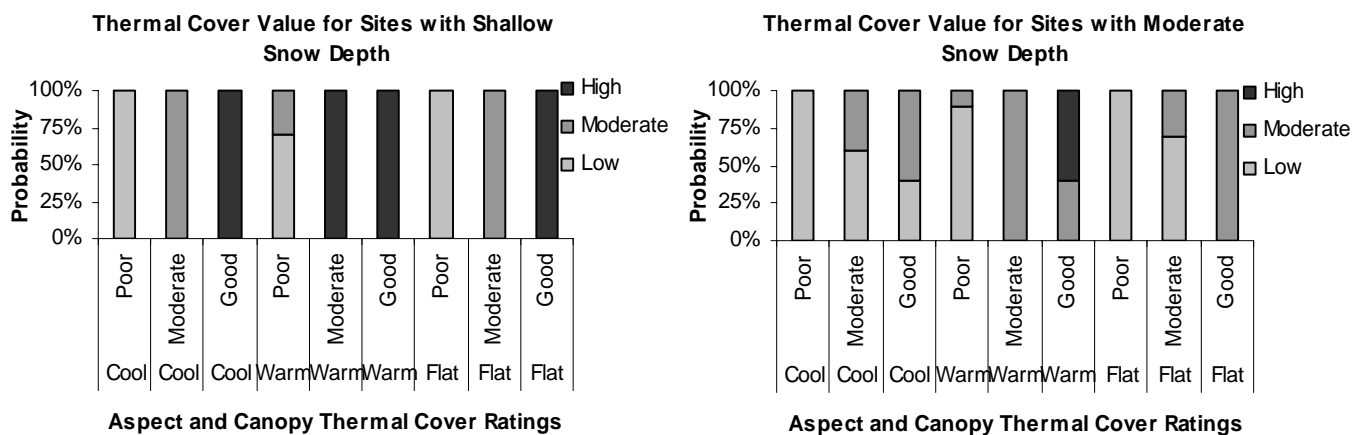 Thermal Cover Value for Sites with Shallow
Snow Depth
100%
75%
50%
25%
0%
Probability
High
Moderate
Low
Poor
Moderate
Good
Poor
Moderate
Good
Poor
Moderate
Good
Cool Cool Cool Warm Warm Warm Flat Flat Flat
Aspect and Canopy Thermal Cover Ratings
Thermal Cover Value for Sites with Moderate
Snow Depth
100%
75%
50%
25%
0%
Probability
High
Moderate
Low
Poor
Moderate
Good
Poor
Moderate
Good
Poor
Moderate
Good
Cool Cool Cool Warm Warm Warm Flat Flat Flat
Aspect and Canopy Thermal Cover Ratings